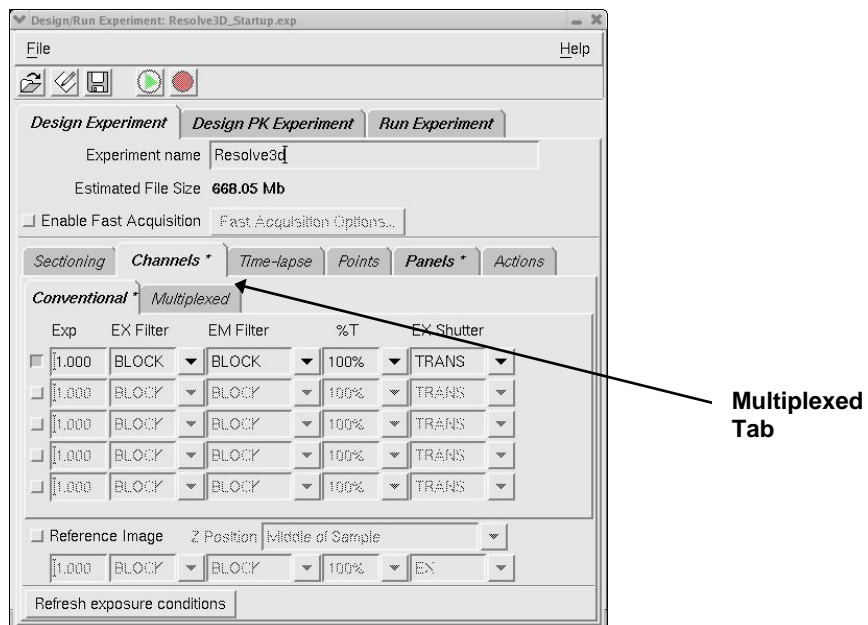 Design/Run Experiment: Resolve3D_Startup.exp
File Help
Design Experiment Design PK Experiment Run Experiment
Experiment name Resolve3d
Estimated File Size 668.05 Mb
Enable Fast Acquisition Fast Acquisition Options...
Sectioning Channels * Time-lapse Points Panels * Actions
Conventional * Multiplexed
Exp EX Filter EM Filter %T EX Shutter
1.000 BLOCK BLOCK 100% TRANS
1.000 BLOCK BLOCK 100% TRANS
1.000 BLOCK BLOCK 100% TRANS
1.000 BLOCK BLOCK 100% TRANS
1.000 BLOCK BLOCK 100% TRANS
Reference Image Z Position Middle of Sample
1.000 BLOCK BLOCK 100% EX
Refresh exposure conditions
Multiplexed
Tab